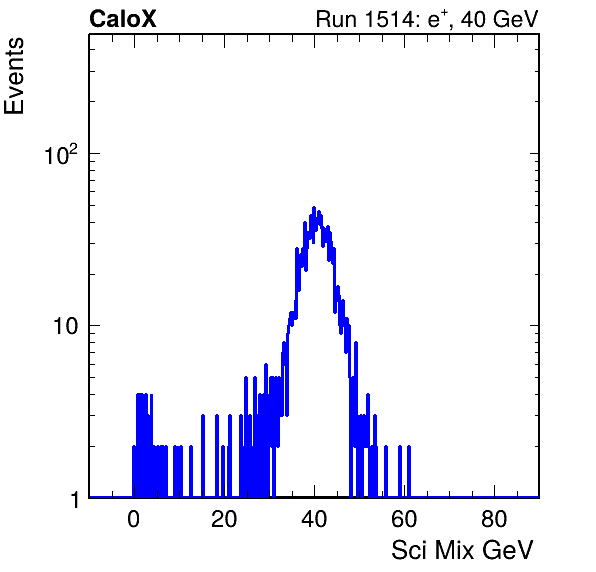 CaloX Run 1514: e⁺, 40 GeV
Events
10²
10
1
0 20 40 60 80
Sci Mix GeV